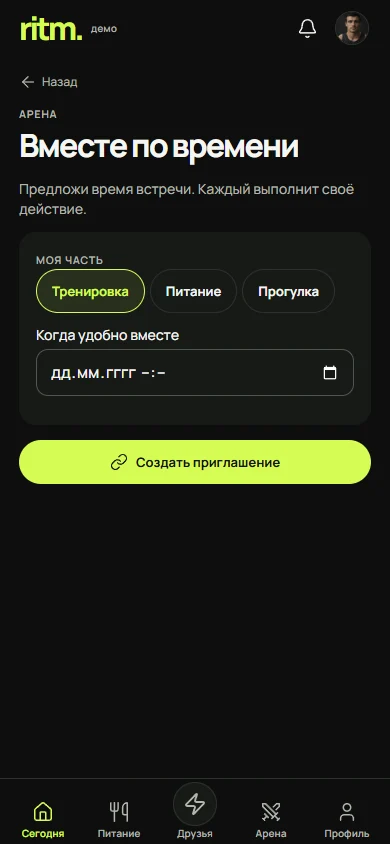 ritm. демо
Назад
АРЕНА
Вместе по времени
Предложи время встречи. Каждый выполнит своё
действие.
МОЯ ЧАСТЬ
Тренировка Питание Прогулка
Когда удобно вместе
ДД.ММ.ГГГГ --:--
Создать приглашение
Сегодня Питание Друзья Арена Профиль